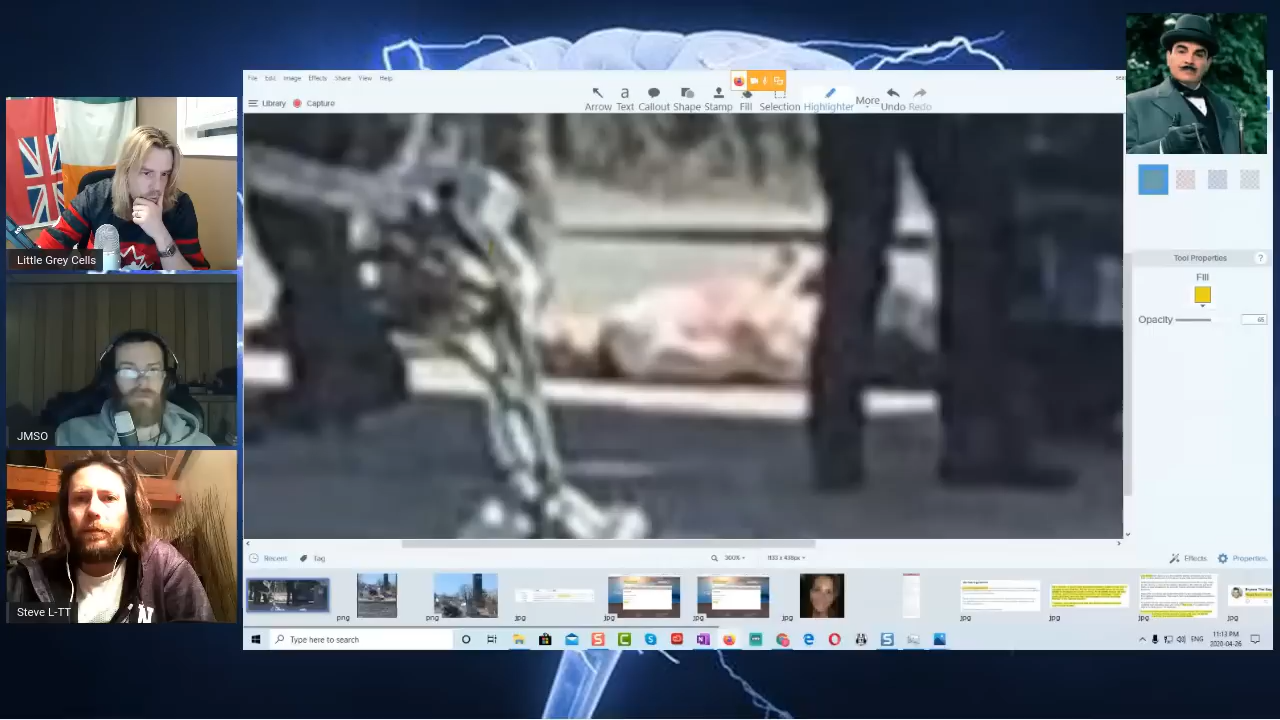 File Edit Image Effects Share View Help
Library Capture
Arrow Text Callout Shape Stamp Fill Selection Highlighter More Undo Redo
Little Grey Cells
JMSO
Steve L-TT
Tool Properties ?
Fill
Opacity
Recent Tag
300%
Effects Properties
png
png
jpg
jpg
jpg
jpg
jpg
jpg
jpg
Type here to search
ENG
11:13 PM
2020-04-26